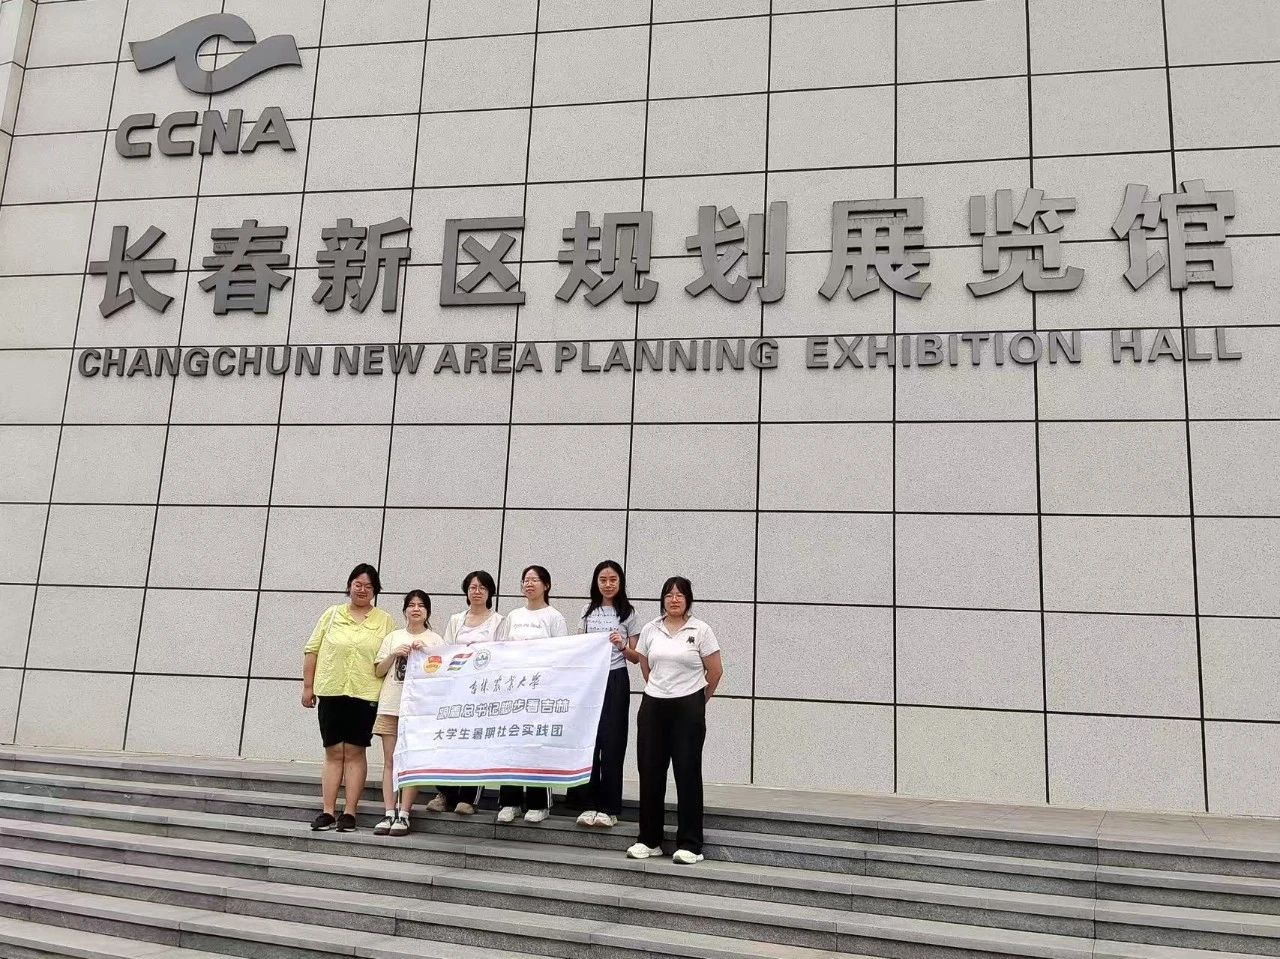 CCNA
长春新区规划展览馆
CHANGCHUN NEW AREA PLANNING EXHIBITION HALL
吉林农业大学
跟着总书记脚步看吉林
大学生暑期社会实践团